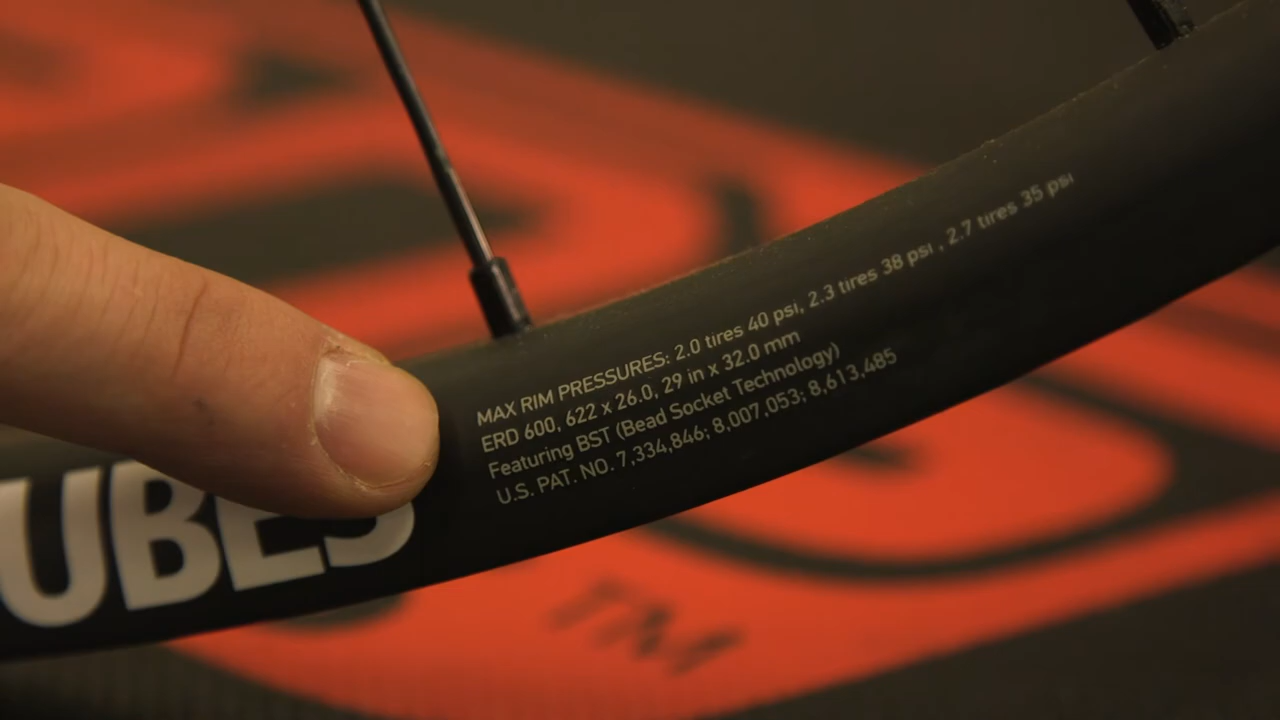 MAX RIM PRESSURES: 2.0 tires 40 psi, 2.3 tires 38 psi , 2.7 tires 35 psi
ERD 600, 622 x 26.0, 29 in x 32.0 mm
Featuring BST (Bead Socket Technology)
U.S. PAT. NO. 7,334,846; 8,007,053; 8,613,485
UBES
TM